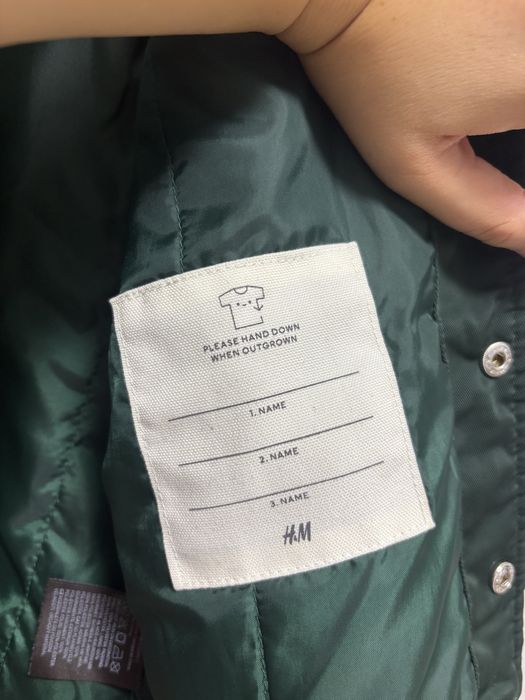 PLEASE HAND DOWN
WHEN OUTGROWN
1. NAME
2. NAME
3. NAME
H&M